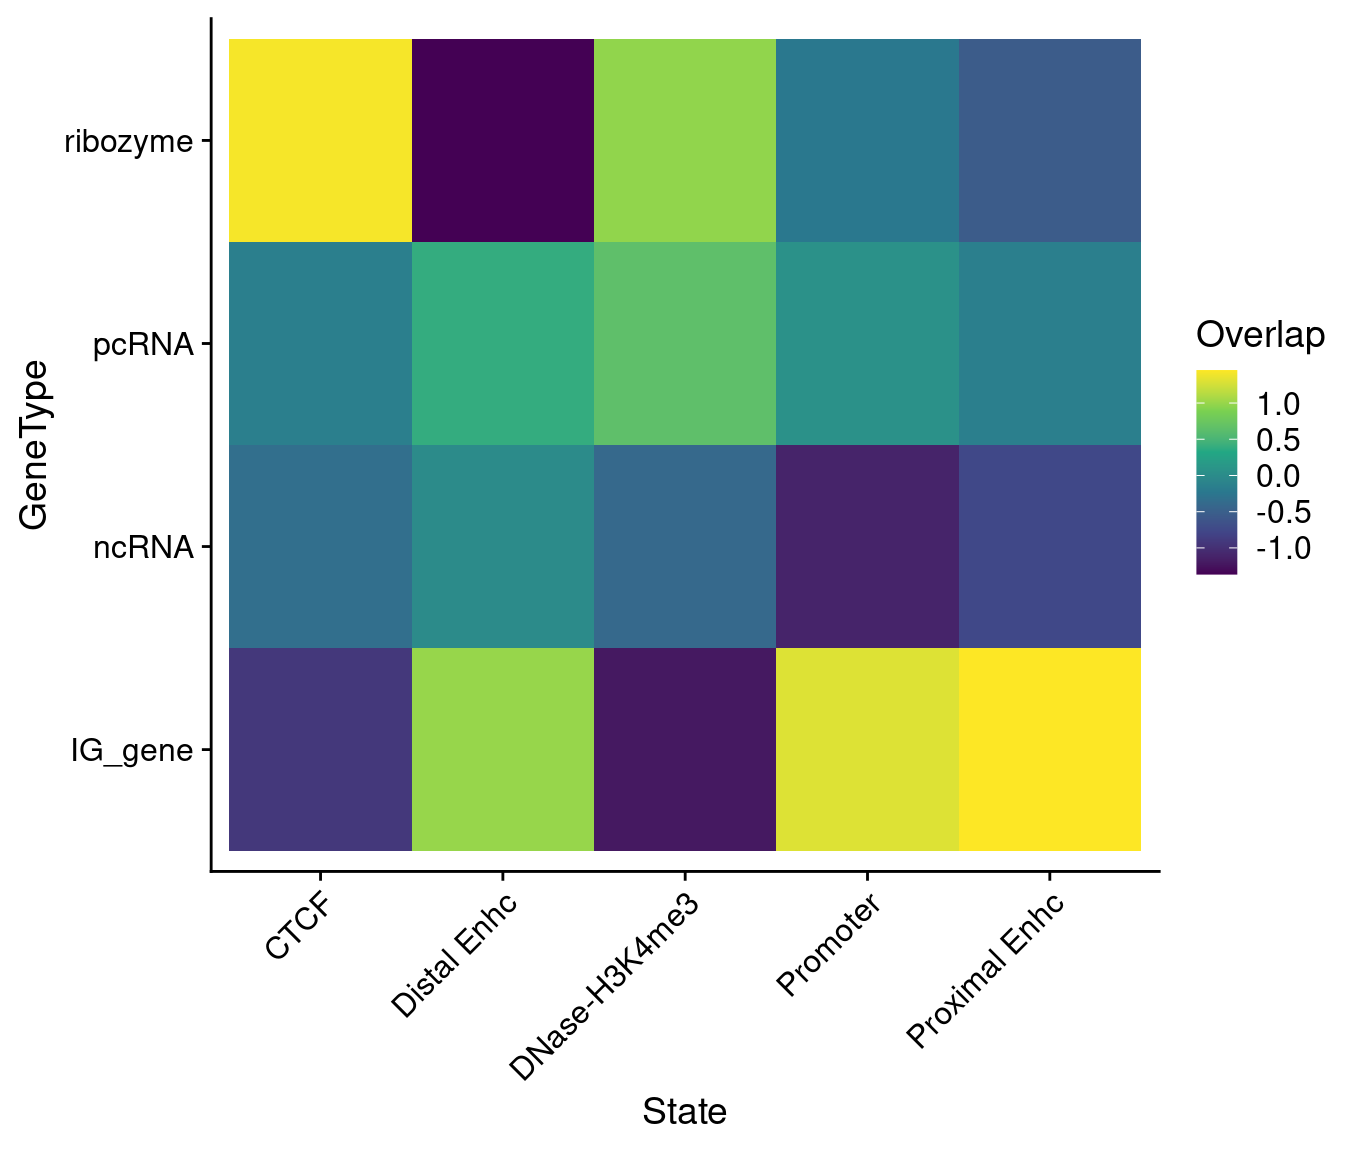 ribozyme
pcRNA
ncRNA
IG_gene
GeneType
CTCF
Distal Enhc
DNase-H3K4me3
Promoter
Proximal Enhc
State
Overlap
1.0
0.5
0.0
-0.5
-1.0